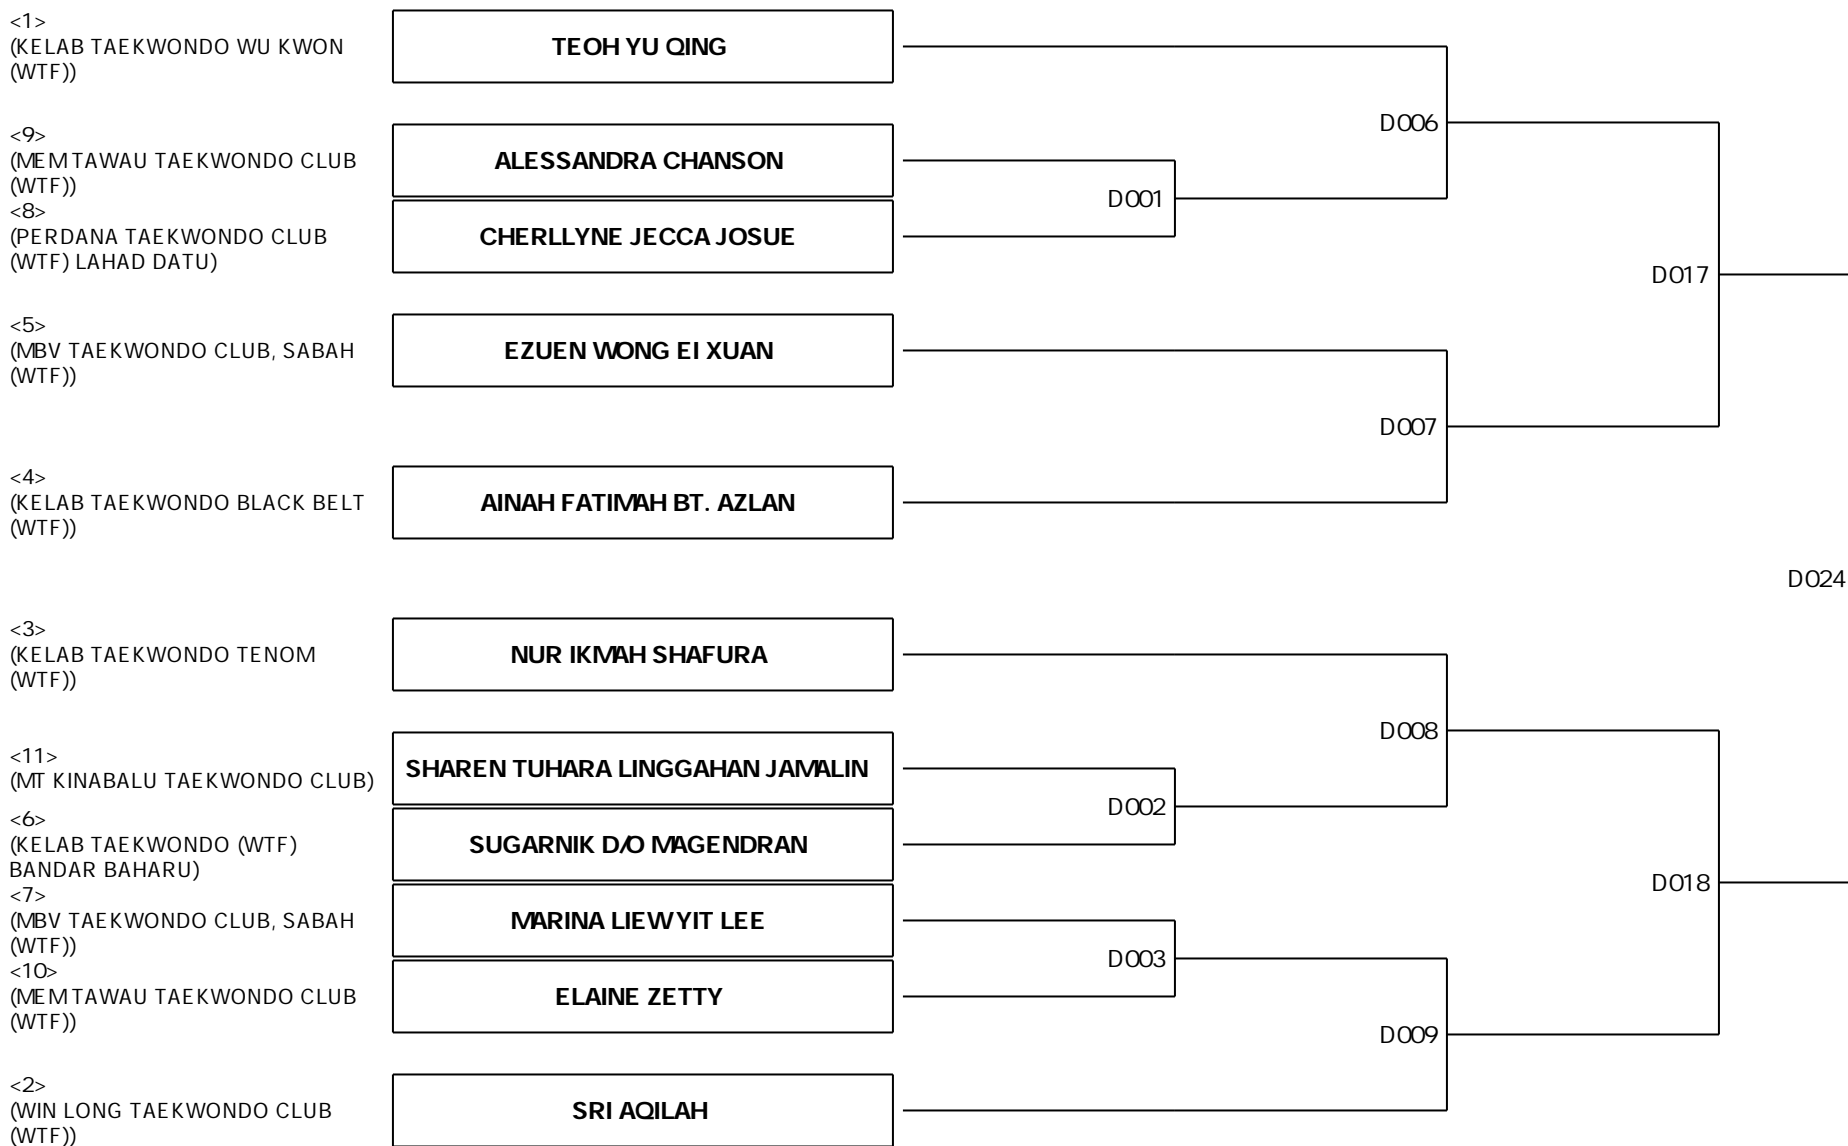 <1>
(KELAB TAEKWONDO WU KWON
(WTF))
TEOH YU QING
D006
<9>
(MEM TAWAU TAEKWONDO CLUB
(WTF))
ALESSANDRA CHANSON
D001
<8>
(PERDANA TAEKWONDO CLUB
(WTF) LAHAD DATU)
CHERLLYNE JECCA JOSUE
D017
<5>
(MBV TAEKWONDO CLUB, SABAH
(WTF))
EZUEN WONG EI XUAN
D007
<4>
(KELAB TAEKWONDO BLACK BELT
(WTF))
AINAH FATIMAH BT. AZLAN
D024
<3>
(KELAB TAEKWONDO TENOM
(WTF))
NUR IKMAH SHAFURA
D008
<11>
(MT KINABALU TAEKWONDO CLUB)
SHAREN TUHARA LINGGAHAN JAMALIN
D002
<6>
(KELAB TAEKWONDO (WTF)
BANDAR BAHARU)
SUGARNIK D/O MAGENDRAN
D018
<7>
(MBV TAEKWONDO CLUB, SABAH
(WTF))
MARINA LIEW YIT LEE
D003
<10>
(MEM TAWAU TAEKWONDO CLUB
(WTF))
ELAINE ZETTY
D009
<2>
(WIN LONG TAEKWONDO CLUB
(WTF))
SRI AQILAH